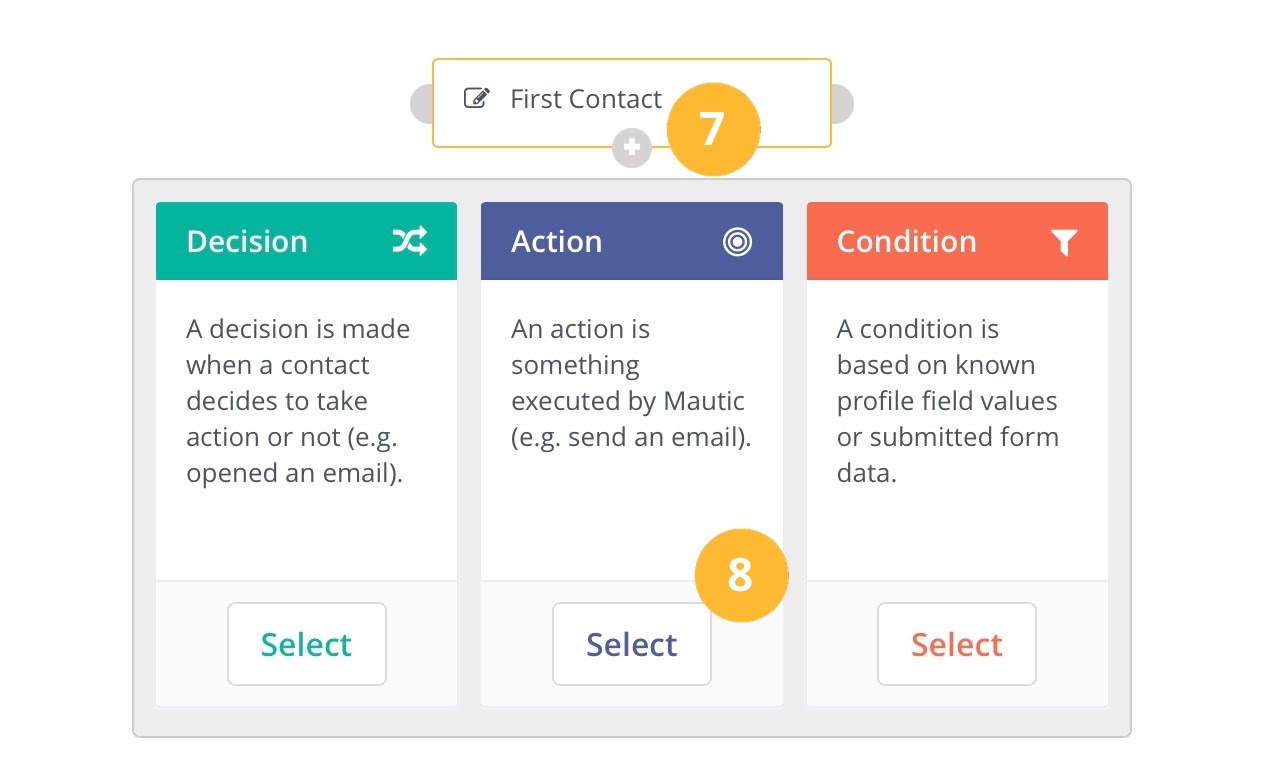 First Contact
7
Decision
A decision is made
when a contact
decides to take
action or not (e.g.
opened an email).
Select
Action
An action is
something
executed by Mautic
(e.g. send an email).
8
Select
Condition
A condition is
based on known
profile field values
or submitted form
data.
Select